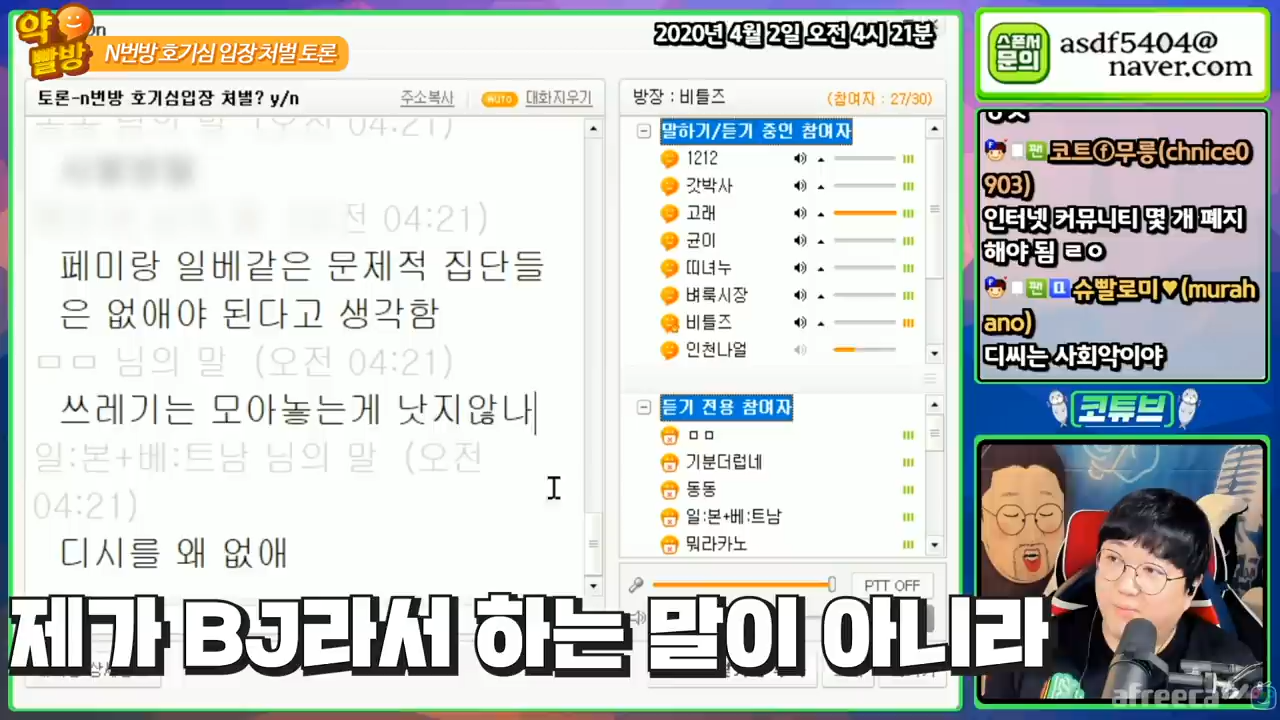 약빨방
N번방 호기심 입장 처벌 토론
2020년 4월 2일 오전 4시 21분
토론-n번방 호기심입장 처벌? y/n
주소복사
AUTO
대화지우기
04:21)
전 04:21)
페미랑 일베같은 문제적 집단들
은 없애야 된다고 생각함
ㅁㅁ 님의 말 (오전 04:21)
쓰레기는 모아놓는게 낫지않나
일:본+베:트남 님의 말 (오전
04:21)
디시를 왜 없애
방장 : 비틀즈
(참여자 : 27/30)
말하기/듣기 중인 참여자
1212
갓박사
고래
균이
띠녀누
벼룩시장
비틀즈
인천나얼
듣기 전용 참여자
ㅁㅁ
기분더럽네
동동
일:본+베:트남
뭐라카노
PTT OFF
제가 BJ라서 하는 말이 아니라
스폰서
문의
asdf5404@
naver.com
팬 코트ⓕ무릉(chnice0
903)
인터넷 커뮤니티 몇 개 폐지
해야 됨 ㄹㅇ
팬 슈빨로미♥(murah
ano)
디씨는 사회악이야
코튜브
afreeca